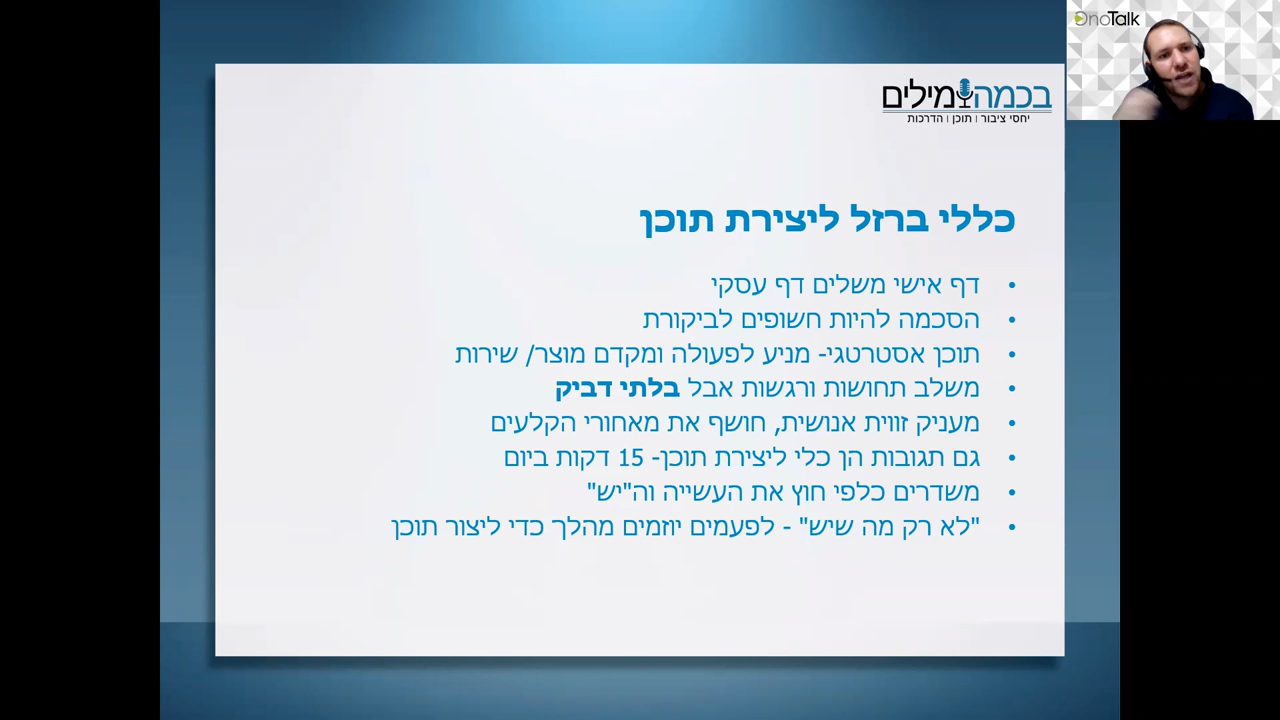 OnoTalk
בכמה מילים
יחסי ציבור | תוכן | הדרכות
כללי ברזל ליצירת תוכן
• דף אישי משלים דף עסקי
• הסכמה להיות חשופים לביקורת
• תוכן אסטרטגי- מניע לפעולה ומקדם מוצר/ שירות
• משלב תחושות ורגשות אבל בלתי דביק
• מעניק זווית אנושית, חושף את מאחורי הקלעים
• גם תגובות הן כלי ליצירת תוכן- 15 דקות ביום
• משדרים כלפי חוץ את העשייה וה"יש"
• "לא רק מה שיש" - לפעמים יוזמים מהלך כדי ליצור תוכן